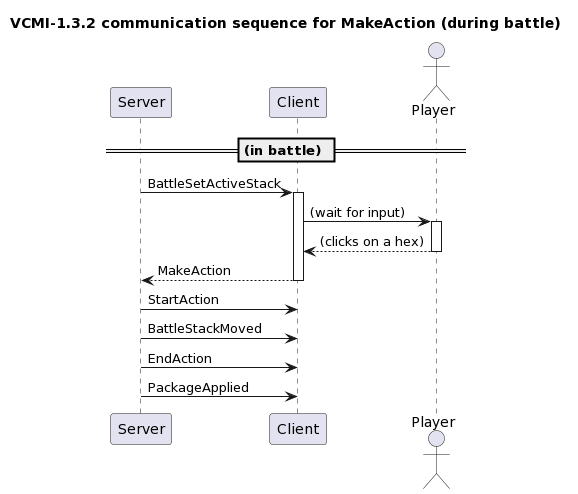 VCMI-1.3.2 communication sequence for MakeAction (during battle)
Server
Client
Player
(in battle)
BattleSetActiveStack
(wait for input)
(clicks on a hex)
MakeAction
StartAction
BattleStackMoved
EndAction
PackageApplied
Server
Client
Player